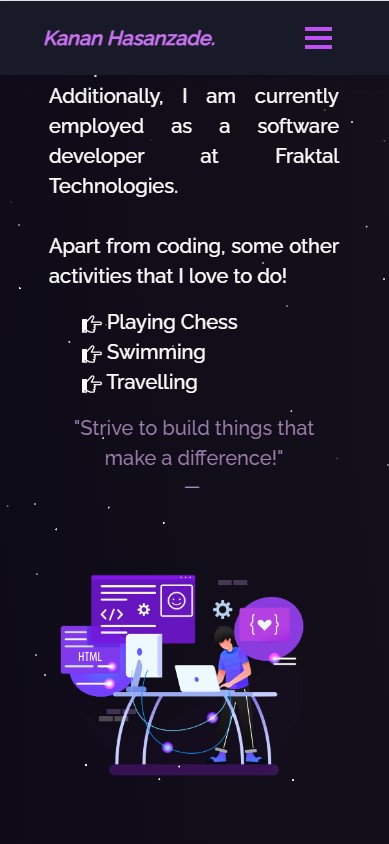 Kanan Hasanzade.
Additionally, I am currently
employed as a software
developer at Fraktal
Technologies.
Apart from coding, some other
activities that I love to do!
Playing Chess
Swimming
Travelling
"Strive to build things that
make a difference!"
—
</>
HTML
{♥}